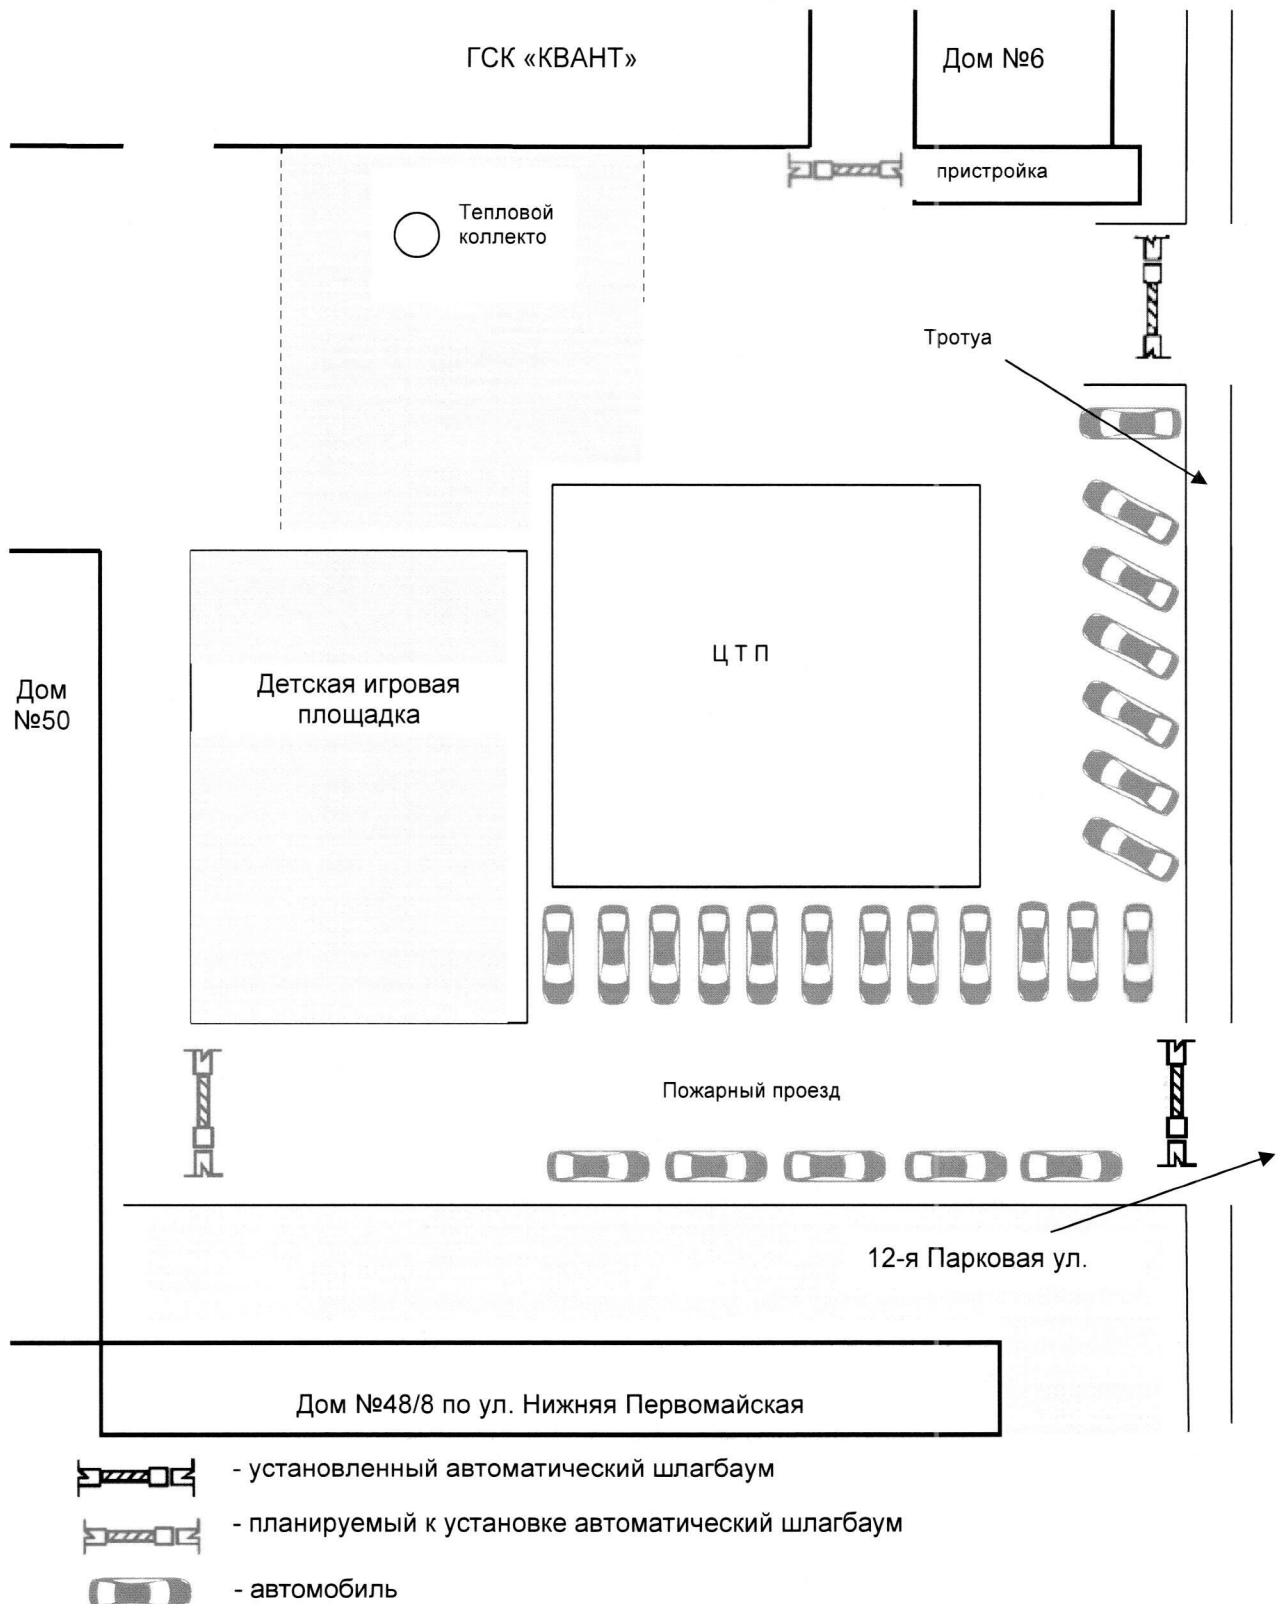 ГСК «КВАНТ»
Дом №6
пристройка
Тепловой
коллекто
Тротуа
Ц Т П
Детская игровая
площадка
Дом
№50
Пожарный проезд
12-я Парковая ул.
Дом №48/8 по ул. Нижняя Первомайская
- установленный автоматический шлагбаум
- планируемый к установке автоматический шлагбаум
- автомобиль